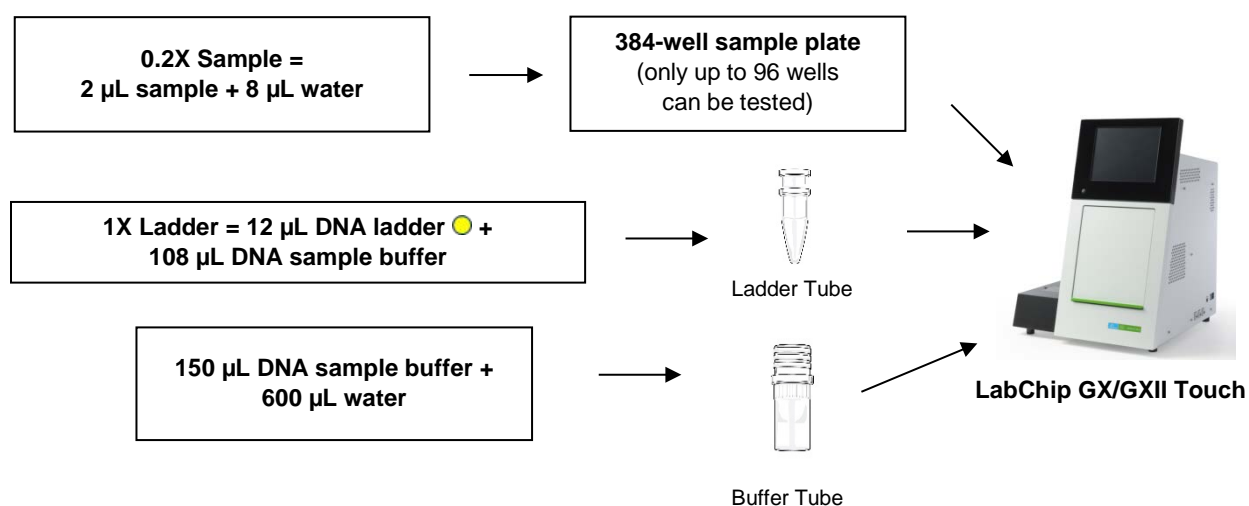 0.2X Sample =
2 µL sample + 8 µL water
384-well sample plate
(only up to 96 wells
can be tested)
1X Ladder = 12 µL DNA ladder +
108 µL DNA sample buffer
Ladder Tube
150 µL DNA sample buffer +
600 µL water
Buffer Tube
LabChip GX/GXII Touch